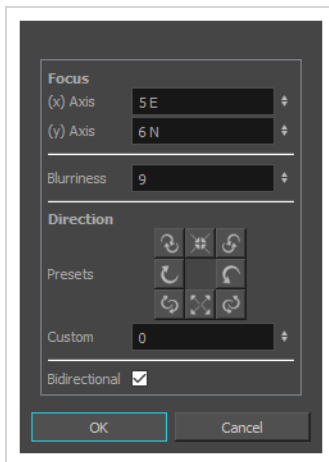 Focus
(x) Axis 5 E
(y) Axis 6 N
Blurriness 9
Direction
Presets
Custom 0
Bidirectional
OK Cancel